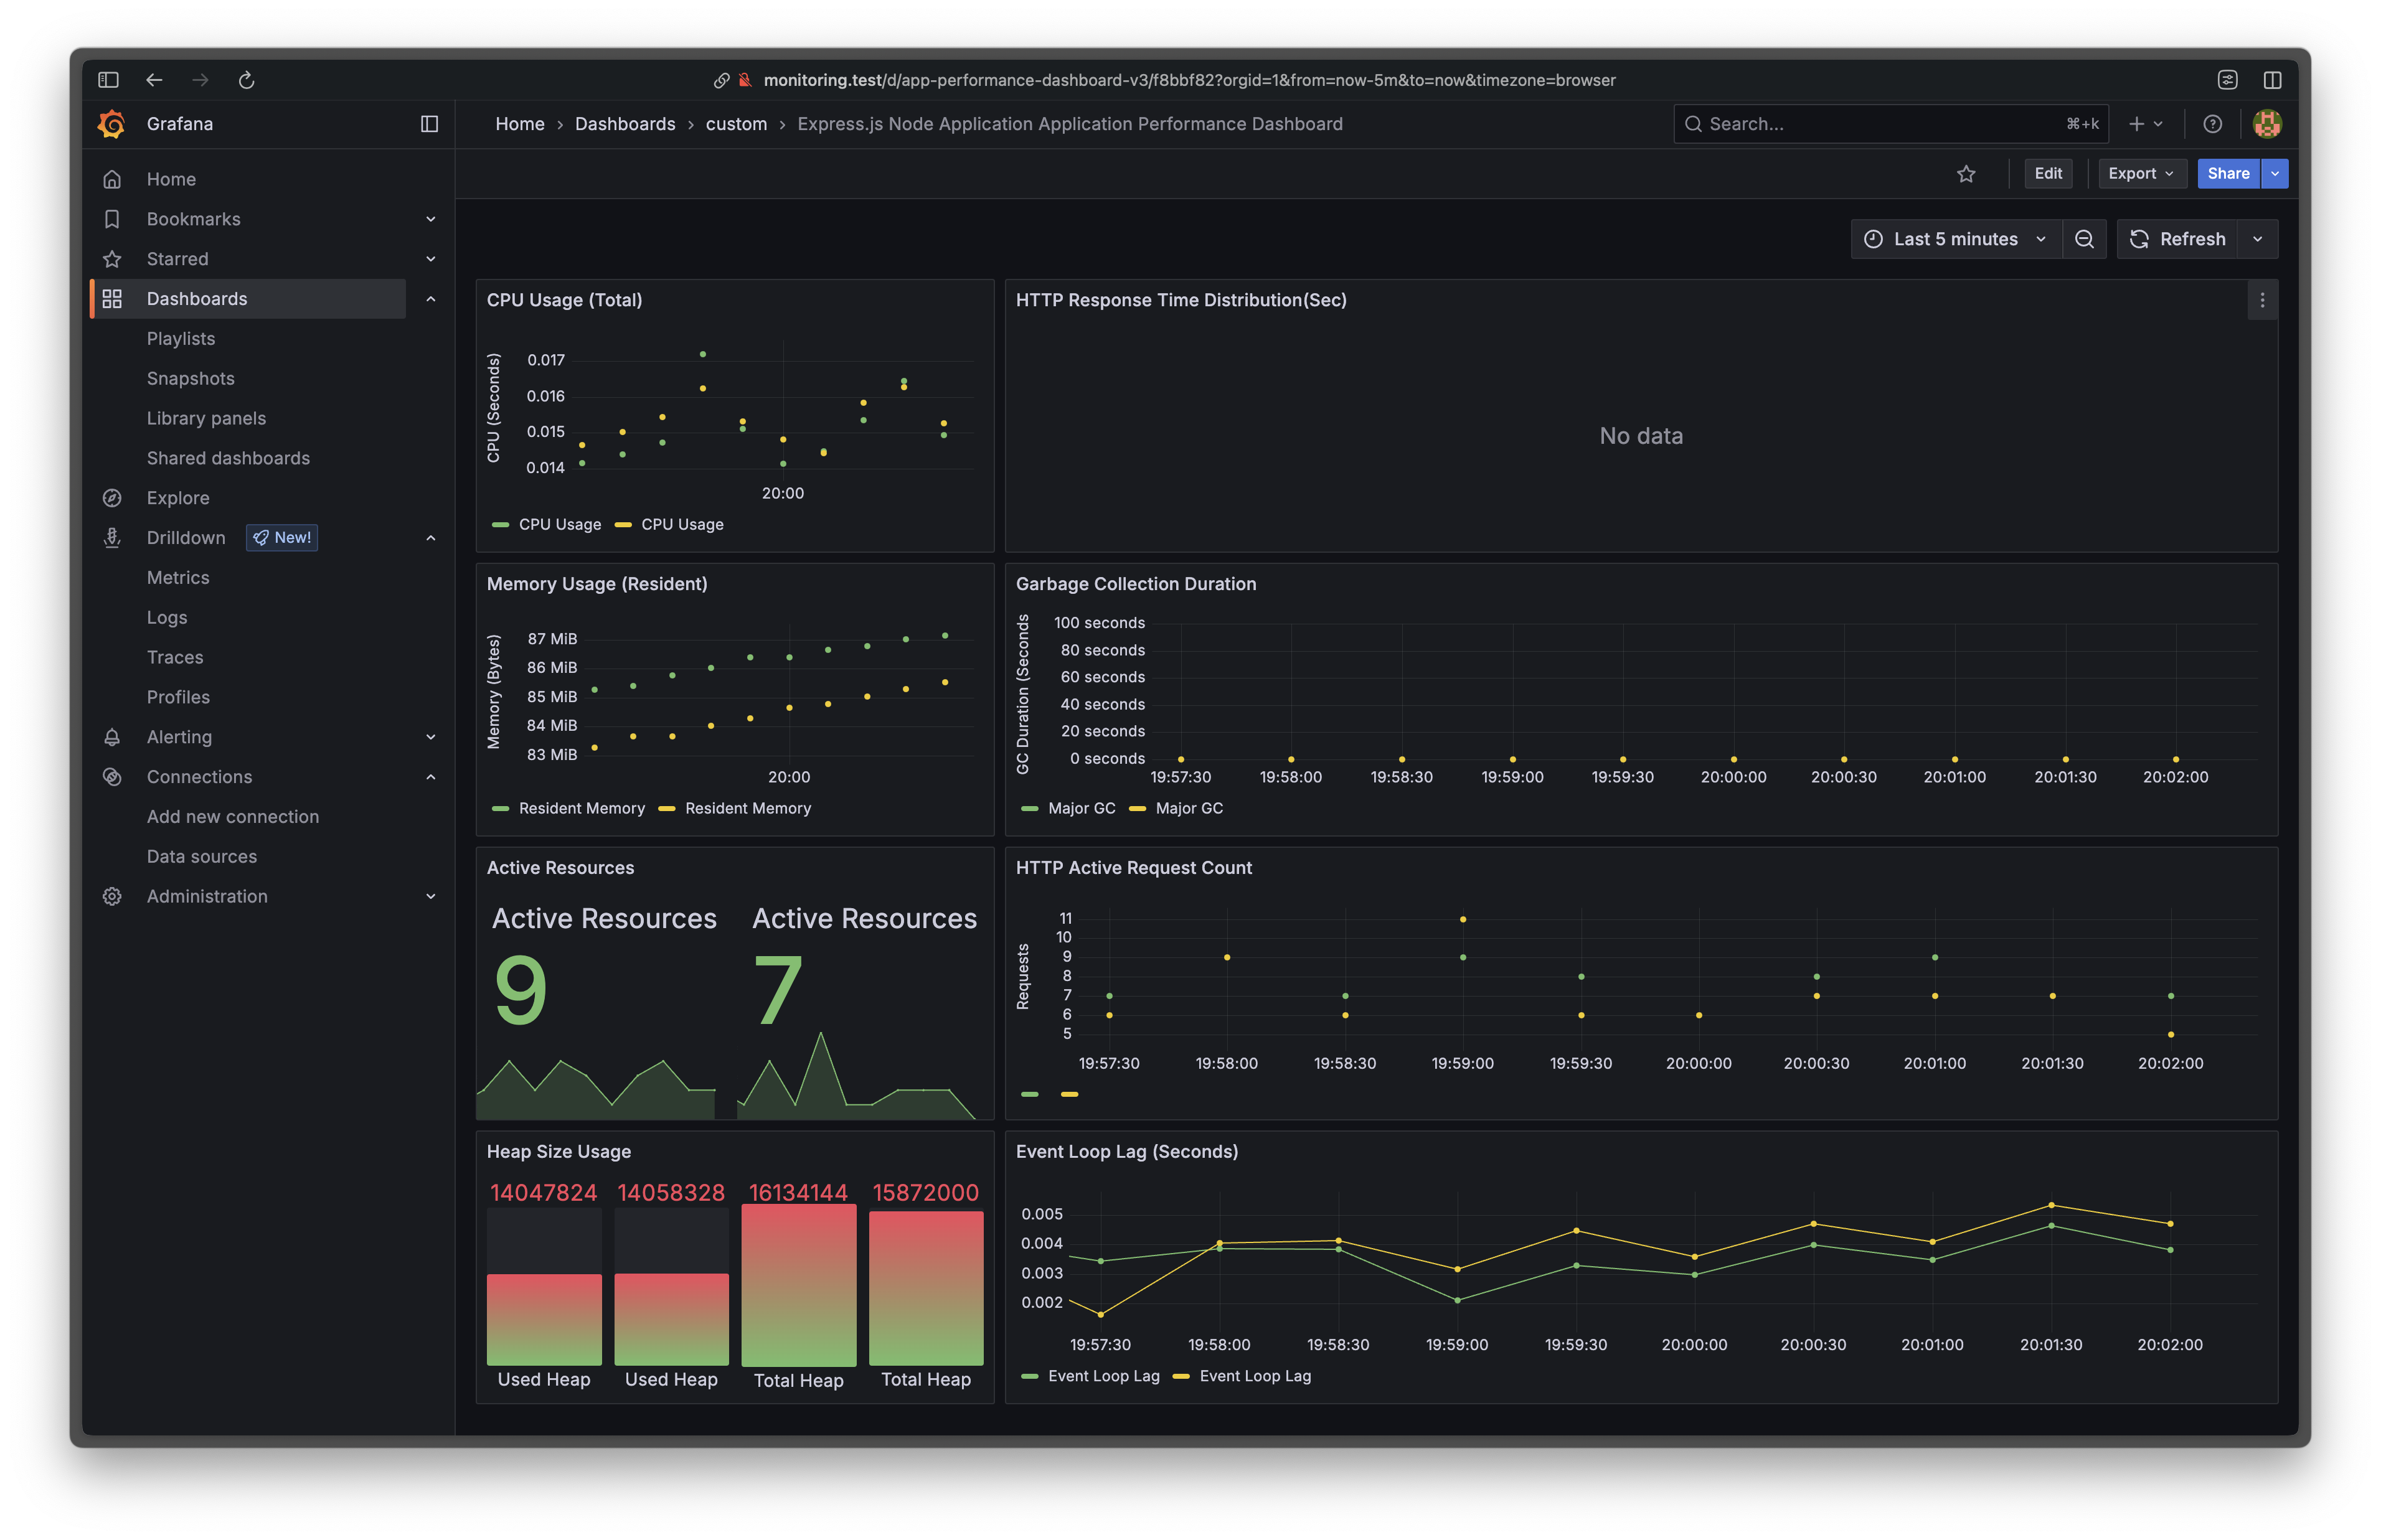 monitoring.test/d/app-performance-dashboard-v3/f8bbf82?orgid=1&from=now-5m&to=now&timezone=browser
Grafana
Home › Dashboards › custom › Express.js Node Application Application Performance Dashboard
Search... ⌘+k
Edit Export Share
Last 5 minutes Refresh
Home
Bookmarks
Starred
Dashboards
Playlists
Snapshots
Library panels
Shared dashboards
Explore
Drilldown New!
Metrics
Logs
Traces
Profiles
Alerting
Connections
Add new connection
Data sources
Administration
CPU Usage (Total)
CPU (Seconds)
0.017
0.016
0.015
0.014
20:00
CPU Usage CPU Usage
HTTP Response Time Distribution(Sec)
No data
Memory Usage (Resident)
Memory (Bytes)
87 MiB
86 MiB
85 MiB
84 MiB
83 MiB
20:00
Resident Memory Resident Memory
Garbage Collection Duration
GC Duration (Seconds
100 seconds
80 seconds
60 seconds
40 seconds
20 seconds
0 seconds
19:57:30 19:58:00 19:58:30 19:59:00 19:59:30 20:00:00 20:00:30 20:01:00 20:01:30 20:02:00
Major GC Major GC
Active Resources
Active Resources Active Resources
9 7
HTTP Active Request Count
Requests
11
10
9
8
7
6
5
19:57:30 19:58:00 19:58:30 19:59:00 19:59:30 20:00:00 20:00:30 20:01:00 20:01:30 20:02:00
Heap Size Usage
14047824 14058328 16134144 15872000
Used Heap Used Heap Total Heap Total Heap
Event Loop Lag (Seconds)
0.005
0.004
0.003
0.002
19:57:30 19:58:00 19:58:30 19:59:00 19:59:30 20:00:00 20:00:30 20:01:00 20:01:30 20:02:00
Event Loop Lag Event Loop Lag